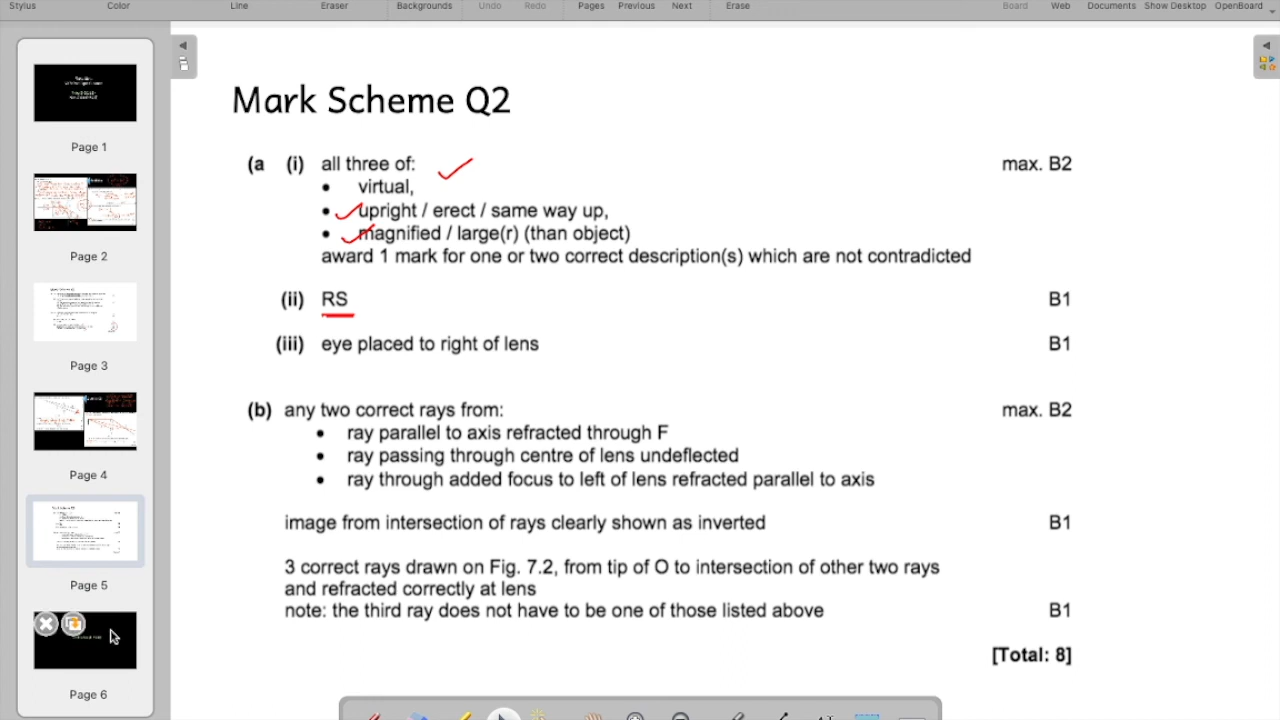 Stylus Color Line Eraser Backgrounds Undo Redo Pages Previous Next Erase Board Web Documents Show Desktop OpenBoard
Page 1
Page 2
Page 3
Page 4
Page 5
Page 6
Mark Scheme Q2
(a (i) all three of: max. B2
• virtual,
• upright / erect / same way up,
• magnified / large(r) (than object)
award 1 mark for one or two correct description(s) which are not contradicted
(ii) RS B1
(iii) eye placed to right of lens B1
(b) any two correct rays from: max. B2
• ray parallel to axis refracted through F
• ray passing through centre of lens undeflected
• ray through added focus to left of lens refracted parallel to axis
image from intersection of rays clearly shown as inverted B1
3 correct rays drawn on Fig. 7.2, from tip of O to intersection of other two rays
and refracted correctly at lens
note: the third ray does not have to be one of those listed above B1
[Total: 8]